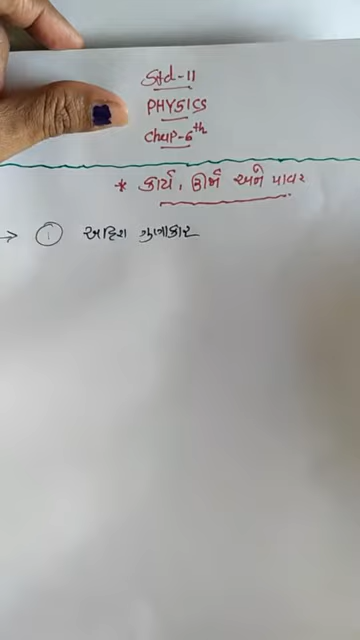 Std-11
PHYSICS
Chap-6th
* કાર્ય, ઊર્જા અને પાવર
→ ① અદિશ ગુણાકાર